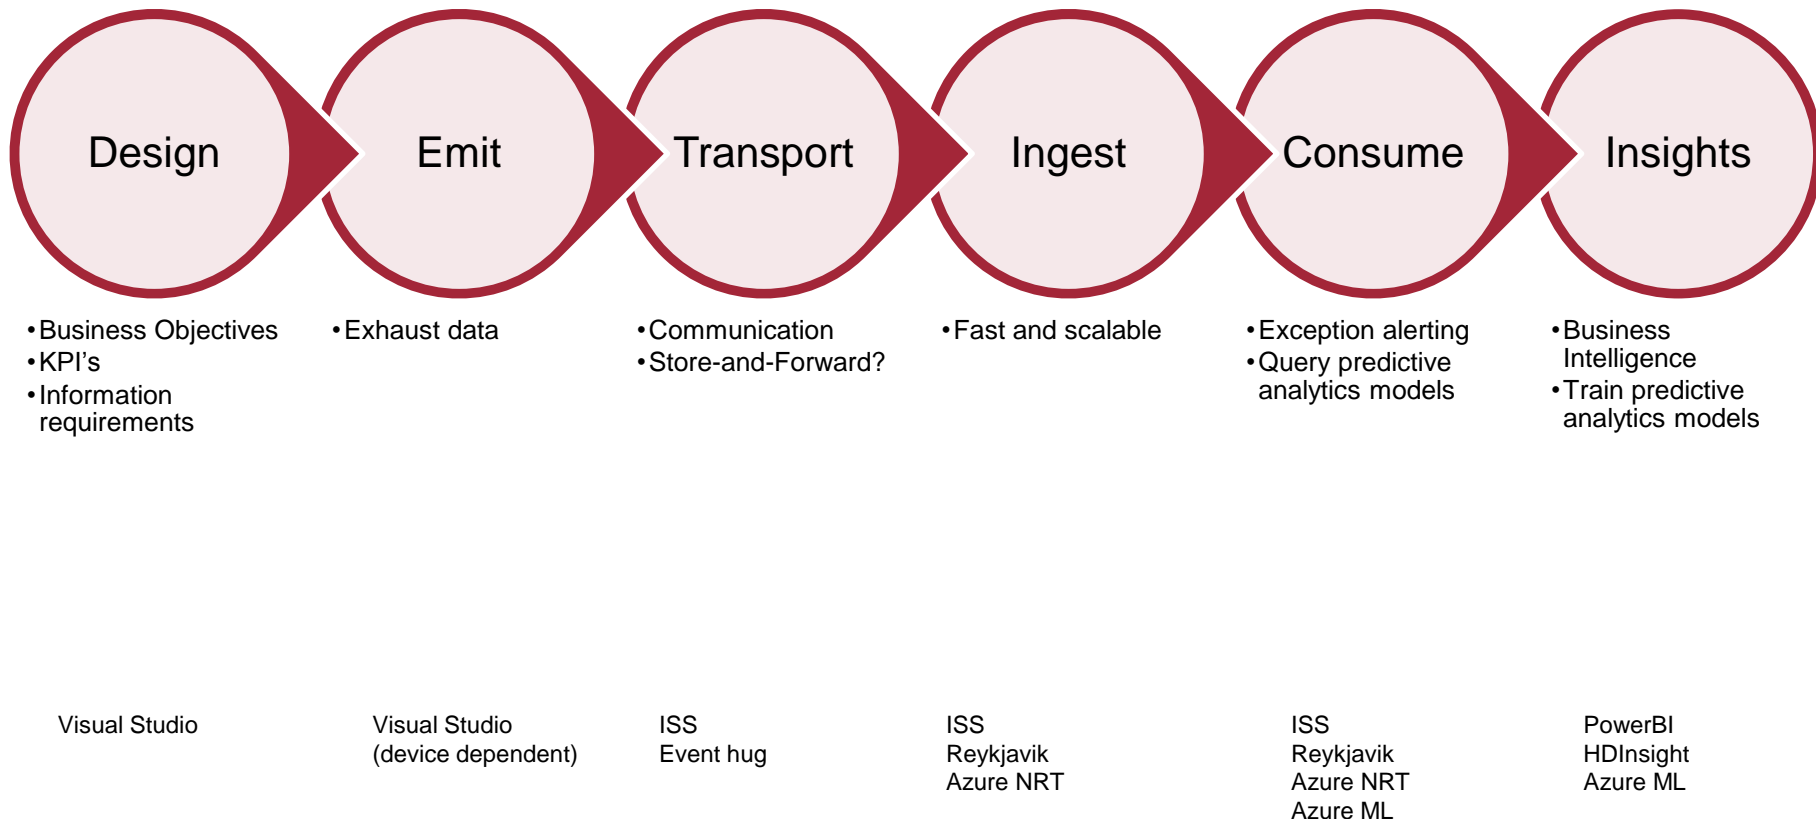 Design
Emit
Transport
Ingest
Consume
Insights
•Business Objectives
•KPI's
•Information
requirements
•Exhaust data
•Communication
•Store-and-Forward?
•Fast and scalable
•Exception alerting
•Query predictive
analytics models
•Business
Intelligence
•Train predictive
analytics models
Visual Studio
Visual Studio
(device dependent)
ISS
Event hug
ISS
Reykjavik
Azure NRT
ISS
Reykjavik
Azure NRT
Azure ML
PowerBI
HDInsight
Azure ML